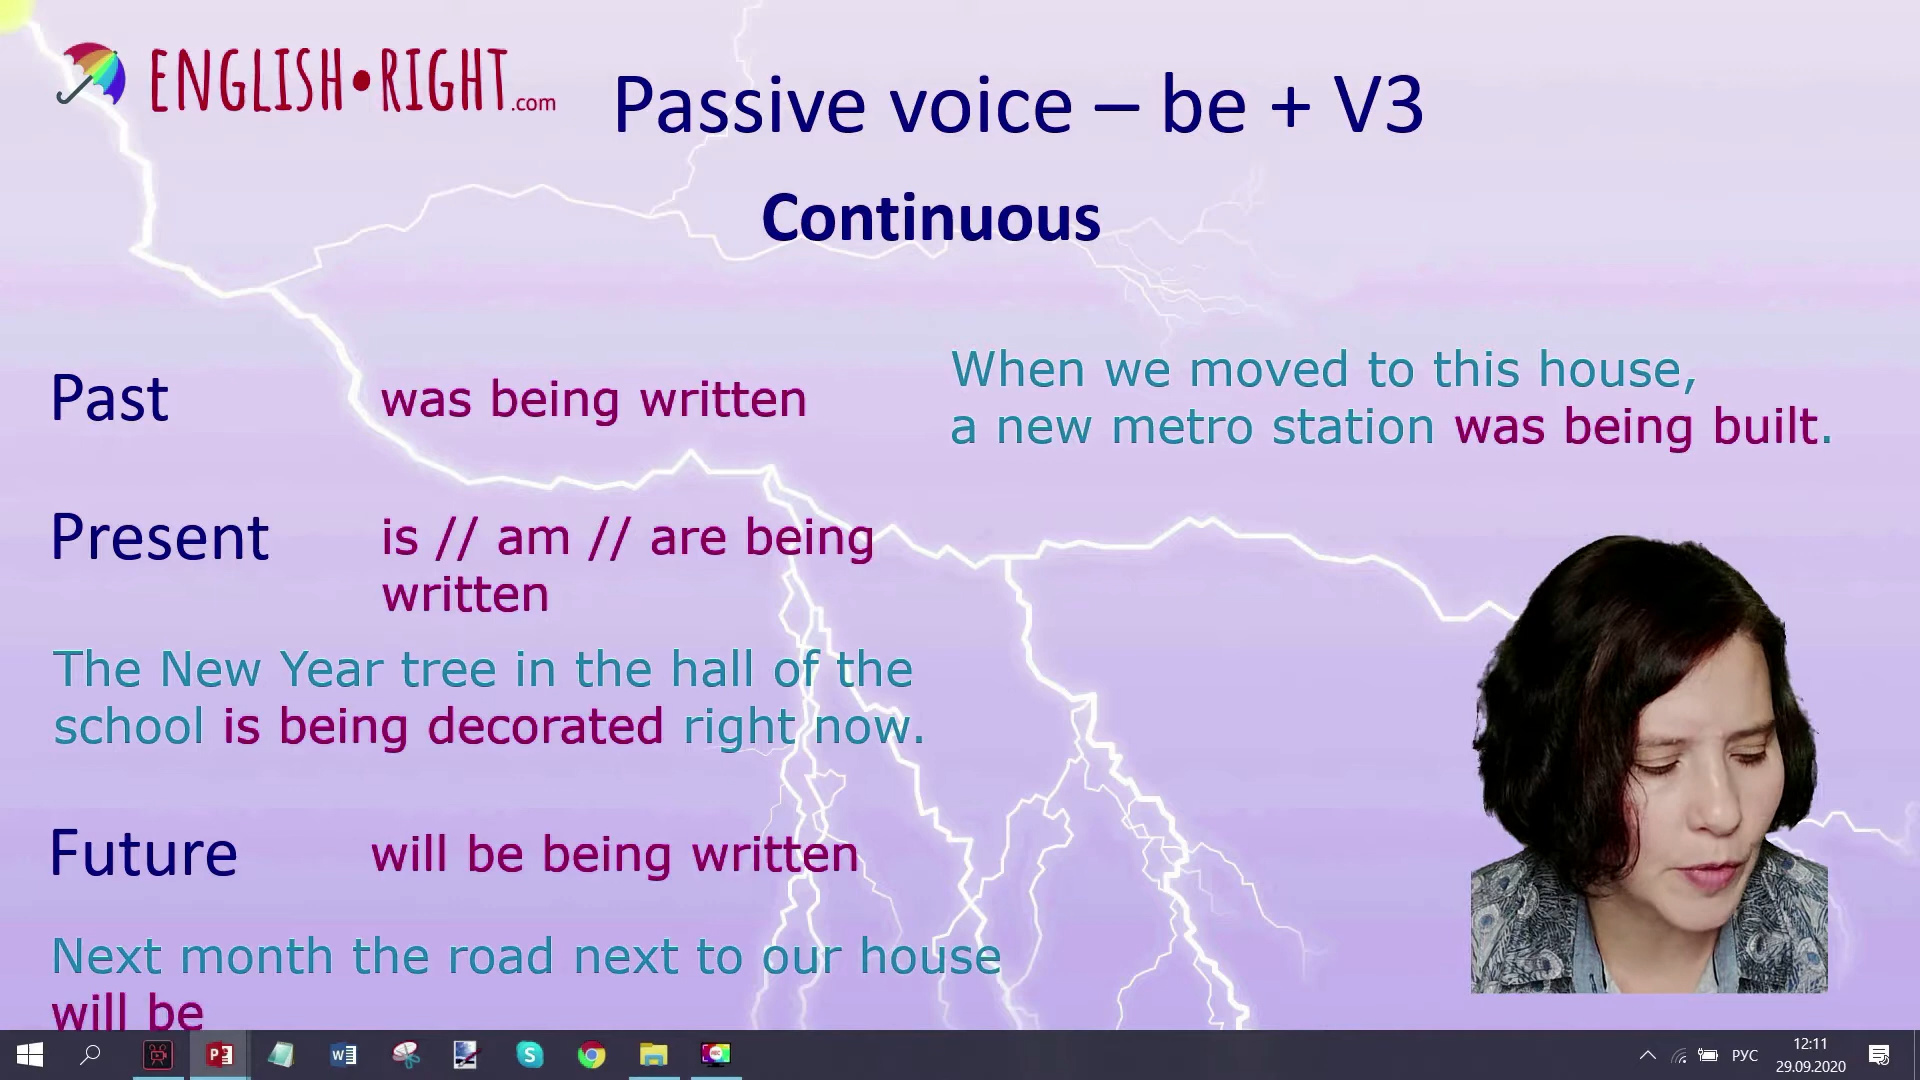 ENGLISH•RIGHT.com
Passive voice – be + V3
Continuous
Past
was being written
When we moved to this house,
a new metro station was being built.
Present
is // am // are being
written
The New Year tree in the hall of the
school is being decorated right now.
Future
will be being written
Next month the road next to our house
will be
РУС
12:11
29.09.2020